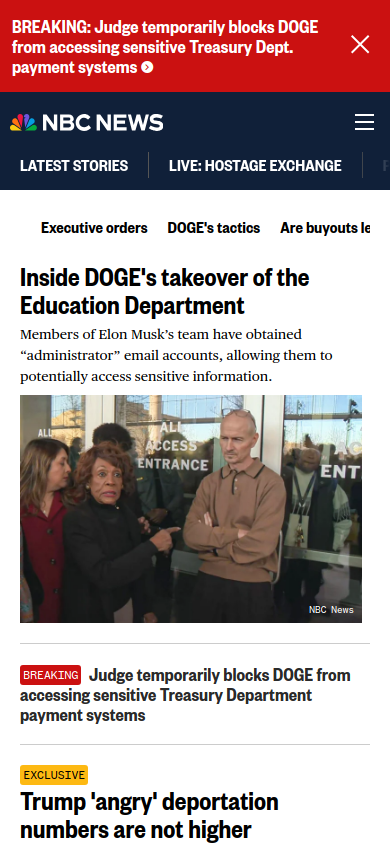 BREAKING: Judge temporarily blocks DOGE
from accessing sensitive Treasury Dept.
payment systems
NBC NEWS
LATEST STORIES
LIVE: HOSTAGE EXCHANGE
Executive orders
DOGE's tactics
Are buyouts le
Inside DOGE's takeover of the
Education Department
Members of Elon Musk’s team have obtained
“administrator” email accounts, allowing them to
potentially access sensitive information.
ALL
ALL
ACCESS
ENTRANCE
AC
ENT
NBC News
BREAKING Judge temporarily blocks DOGE from
accessing sensitive Treasury Department
payment systems
EXCLUSIVE
Trump 'angry' deportation
numbers are not higher